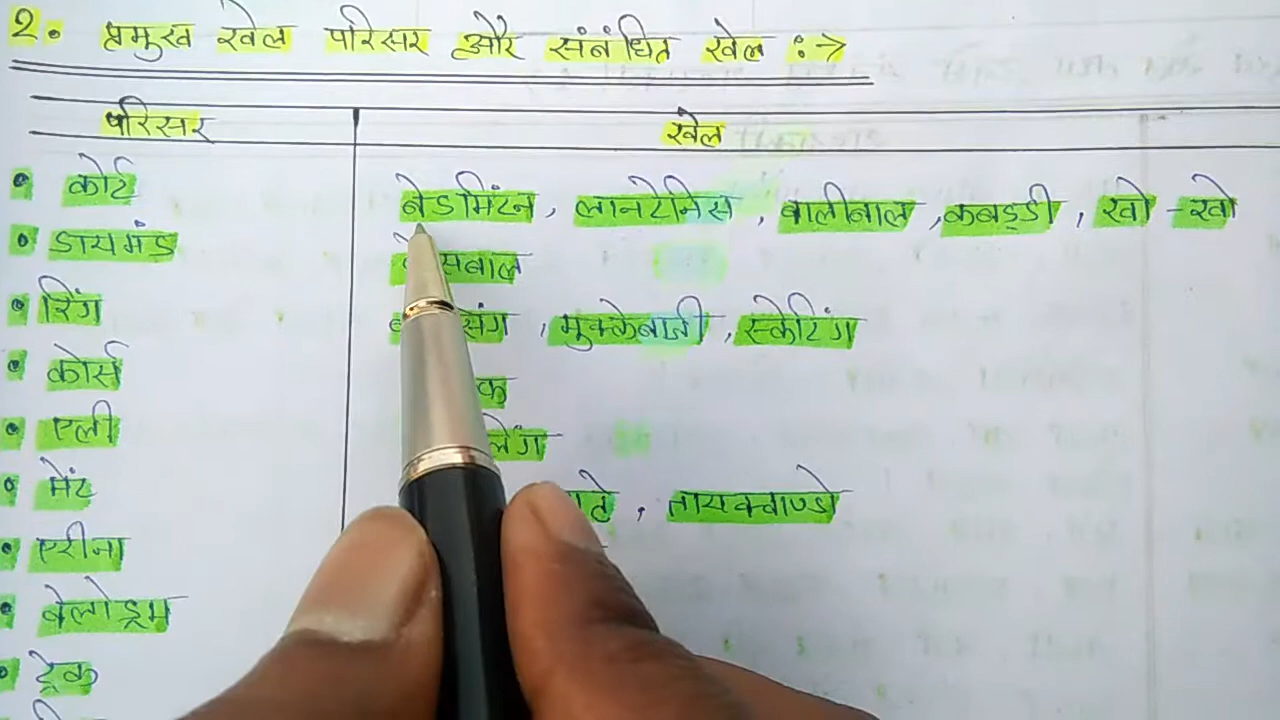 2. प्रमुख खेल परिसर और संबंधित खेल :→
परिसर खेल
• कोर्ट बेडमिंटन, लानटेनिस, वालीबाल, कबड्डी, खो-खो
• डायमंड
• रिंग , मुक्केबाजी, स्केटिंग
• कोर्स
• एली
• मेंट , तायक्वाण्डो
• एरीना
• वेलोड्रम
• ट्रेक